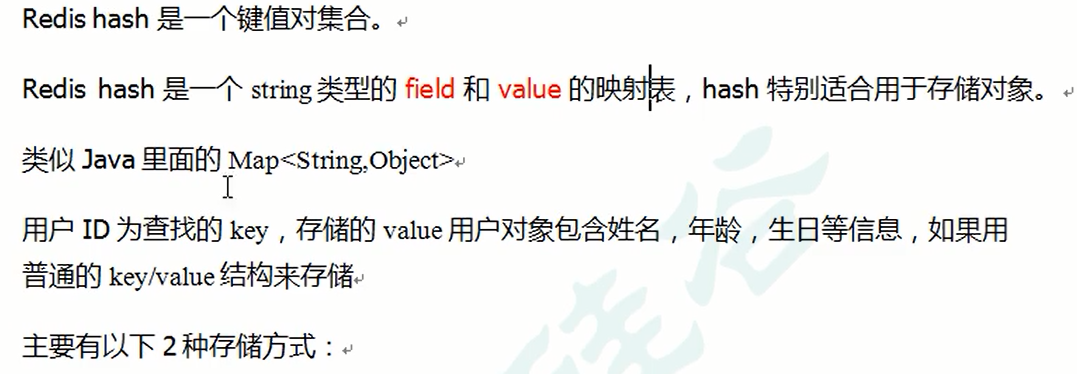 Redis hash 是一个键值对集合。
Redis hash 是一个 string 类型的 field 和 value 的映射表，hash 特别适合用于存储对象。
类似 Java 里面的 Map<String,Object>
用户 ID 为查找的 key，存储的 value 用户对象包含姓名，年龄，生日等信息，如果用
普通的 key/value 结构来存储
主要有以下 2 种存储方式：